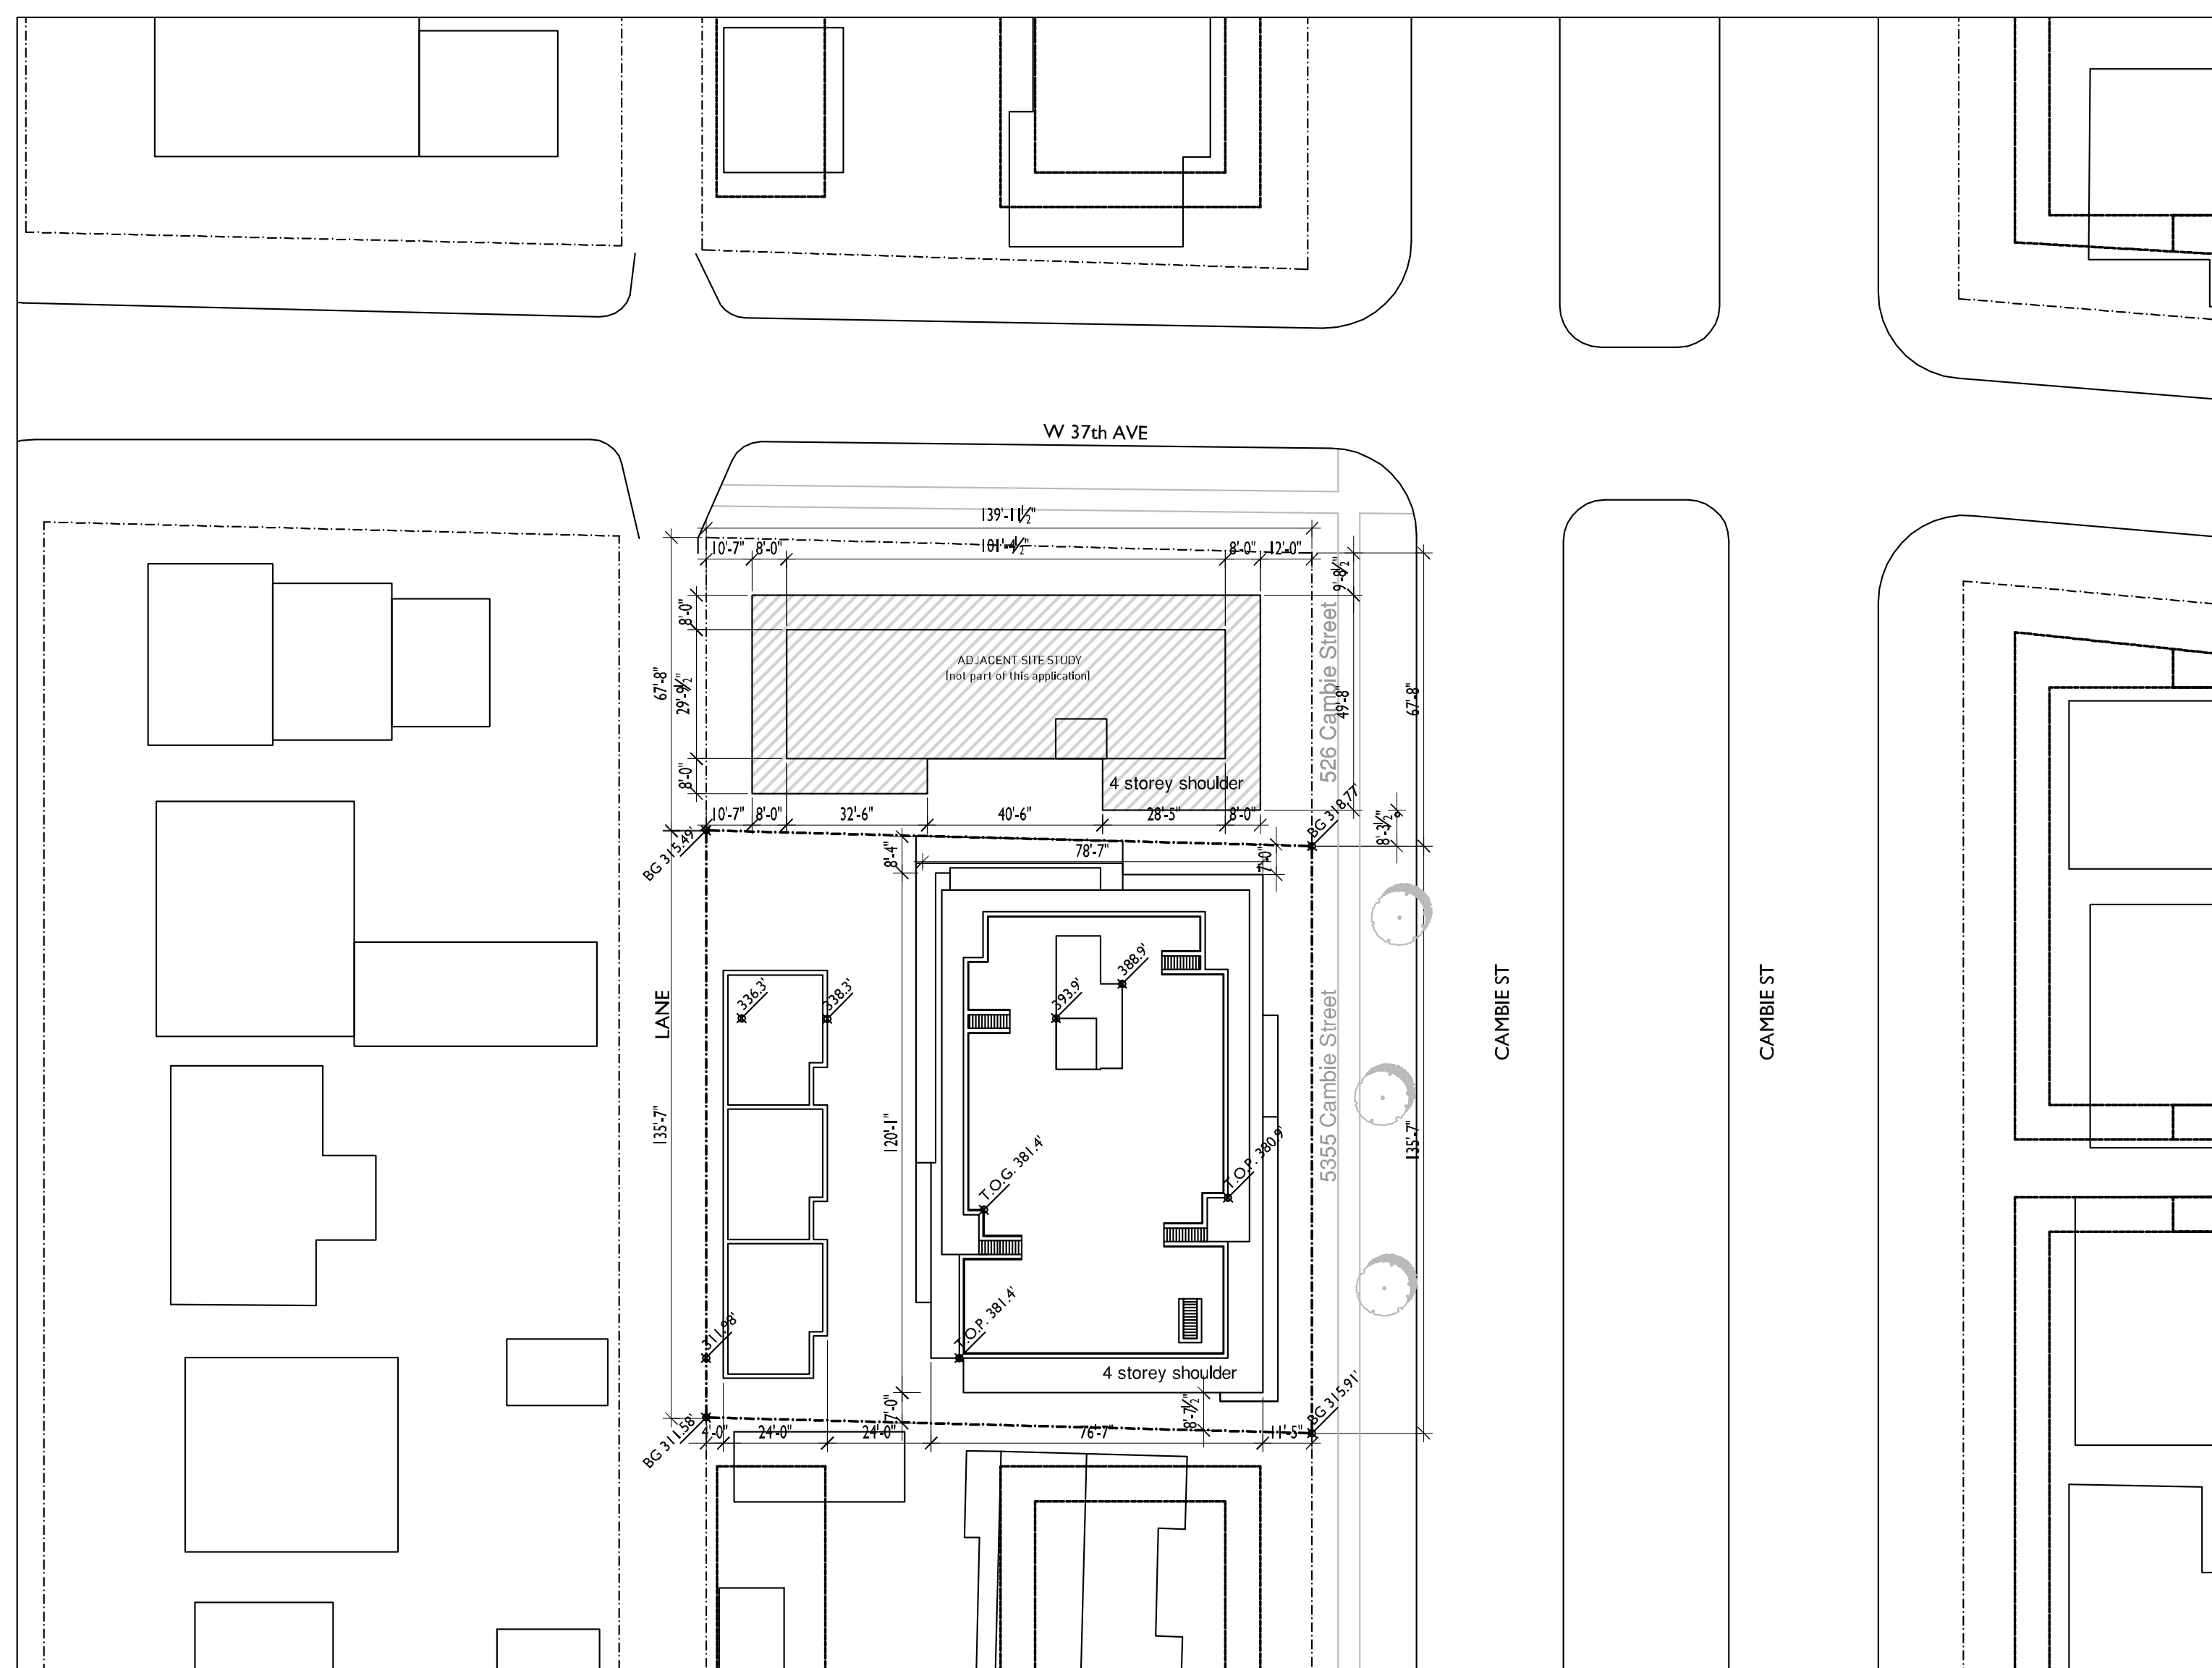 W 37th AVE
139'-11½"
10'-7"
8'-0"
101'-4½"
8'-0"
12'-0"
9'-8½"
8'-0"
67'-8"
29'-9½"
8'-0"
ADJACENT SITE STUDY
(not part of this application)
4 storey shoulder
526 Cambie Street
49'-8"
67'-8"
10'-7"
8'-0"
32'-6"
40'-6"
28'-5"
8'-0"
BG 315.49'
BG 318.77'
8'-3½"
8'-4"
78'-7"
7'-0"
336.3'
338.3'
393.9'
388.9'
LANE
135'-7"
120'-1"
T.O.G. 381.4'
T.O.P. 380.9'
5355 Cambie Street
135'-7"
CAMBIE ST
CAMBIE ST
311.98'
T.O.P. 381.4'
4 storey shoulder
BG 311.58'
BG 315.91'
7'-0"
8'-7½"
4'-0"
24'-0"
24'-0"
76'-7"
11'-5"